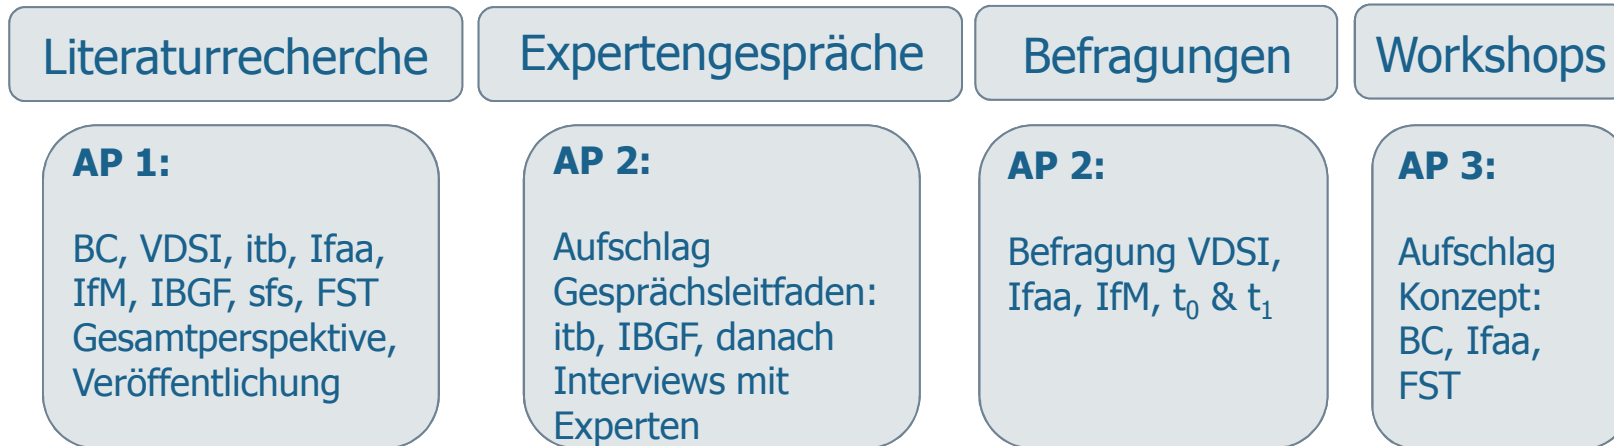 Literaturrecherche
Expertengespräche
Befragungen
Workshops
AP 1:
BC, VDSI, itb, Ifaa,
IfM, IBGF, sfs, FST
Gesamtperspektive,
Veröffentlichung
AP 2:
Aufschlag
Gesprächsleitfaden:
itb, IBGF, danach
Interviews mit
Experten
AP 2:
Befragung VDSI,
Ifaa, IfM, t₀ & t₁
AP 3:
Aufschlag
Konzept:
BC, Ifaa,
FST